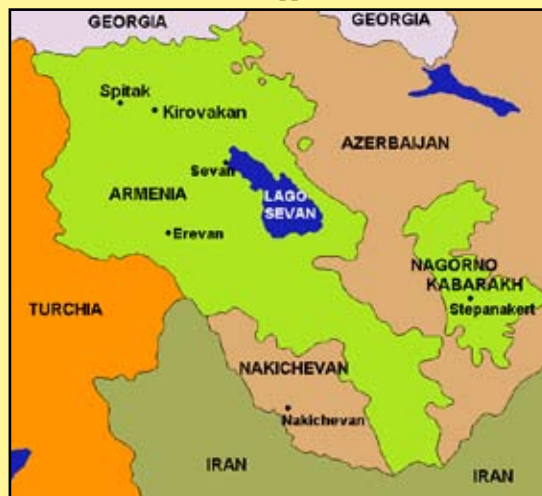 GEORGIA
GEORGIA
Spitak
Kirovakan
AZERBAIJAN
Sevan
ARMENIA
LAGO
SEVAN
Erevan
NAGORNO
KABARAKH
Stepanakert
TURCHIA
NAKICHEVAN
Nakichevan
IRAN
IRAN